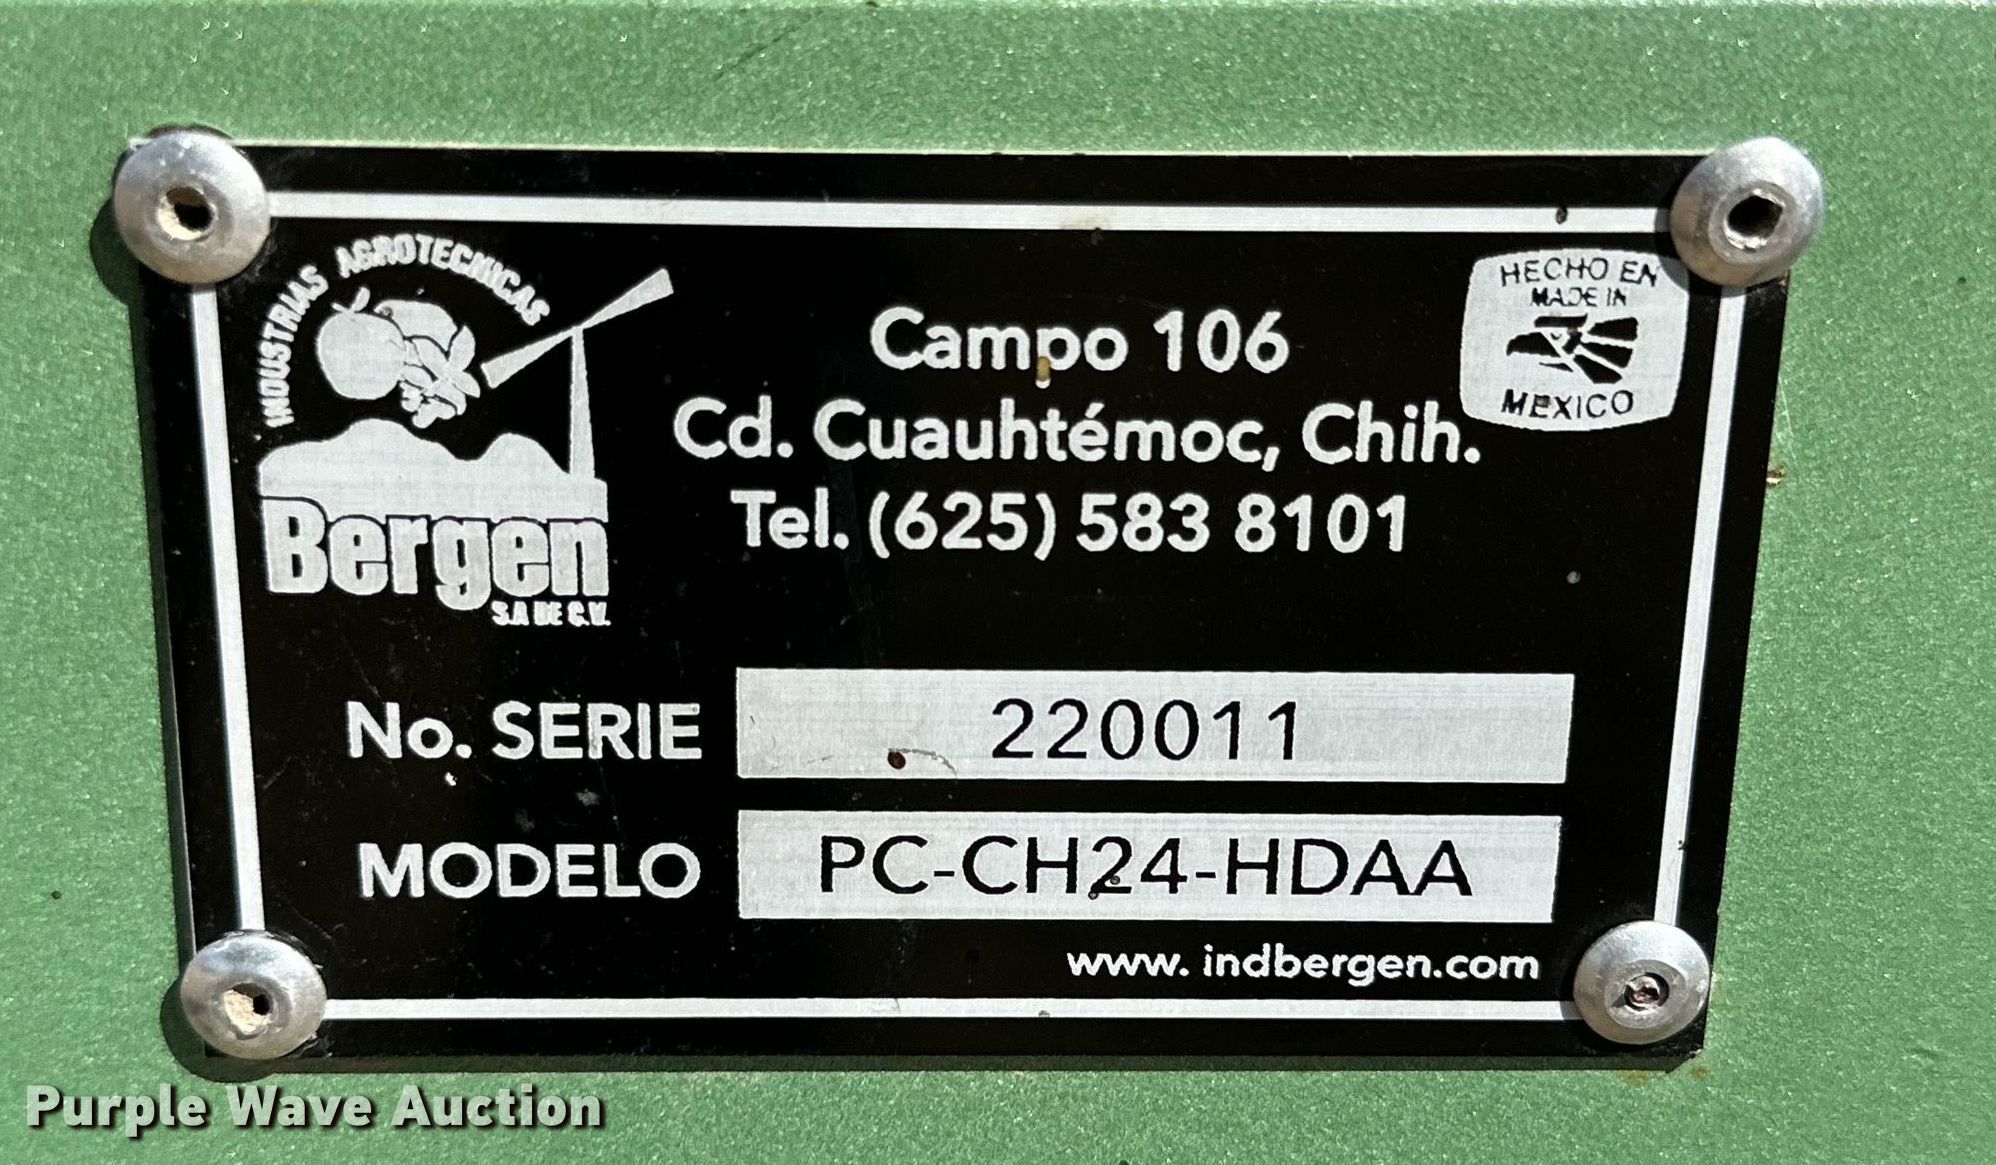 INDUSTRIAS AGROTECNICAS
Bergen
S.A DE C.V.
Campo 106
Cd. Cuauhtémoc, Chih.
Tel. (625) 583 8101
HECHO EN
MADE IN
MEXICO
No. SERIE 220011
MODELO PC-CH24-HDAA
www. indbergen.com
Purple Wave Auction